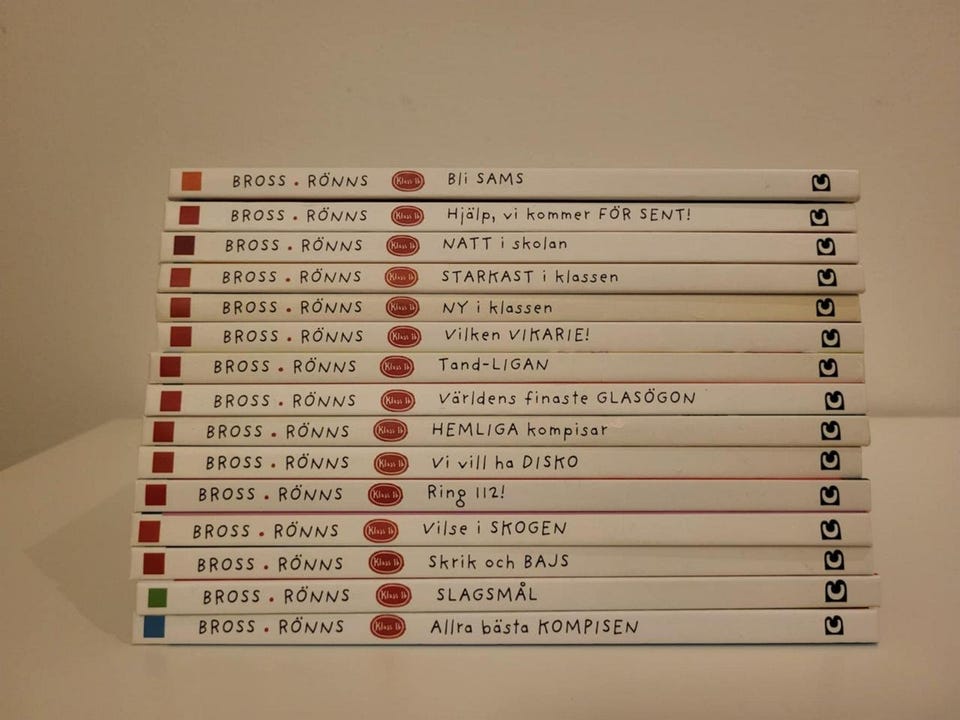 BROSS . RÖNNS Klass 1b Bli SAMS
BROSS . RÖNNS Klass 1b Hjälp, vi kommer FÖR SENT!
BROSS . RÖNNS Klass 1b NATT i skolan
BROSS . RÖNNS Klass 1b STARKAST i klassen
BROSS . RÖNNS Klass 1b NY i klassen
BROSS . RÖNNS Klass 1b Vilken VIKARIE!
BROSS . RÖNNS Klass 1b Tand-LIGAN
BROSS . RÖNNS Klass 1b Världens finaste GLASÖGON
BROSS . RÖNNS Klass 1b HEMLIGA kompisar
BROSS . RÖNNS Klass 1b Vi vill ha DISKO
BROSS . RÖNNS Klass 1b Ring 112!
BROSS . RÖNNS Klass 1b Vilse i SKOGEN
BROSS . RÖNNS Klass 1b Skrik och BAJS
BROSS . RÖNNS Klass 1b SLAGSMÅL
BROSS . RÖNNS Klass 1b Allra bästa KOMPISEN